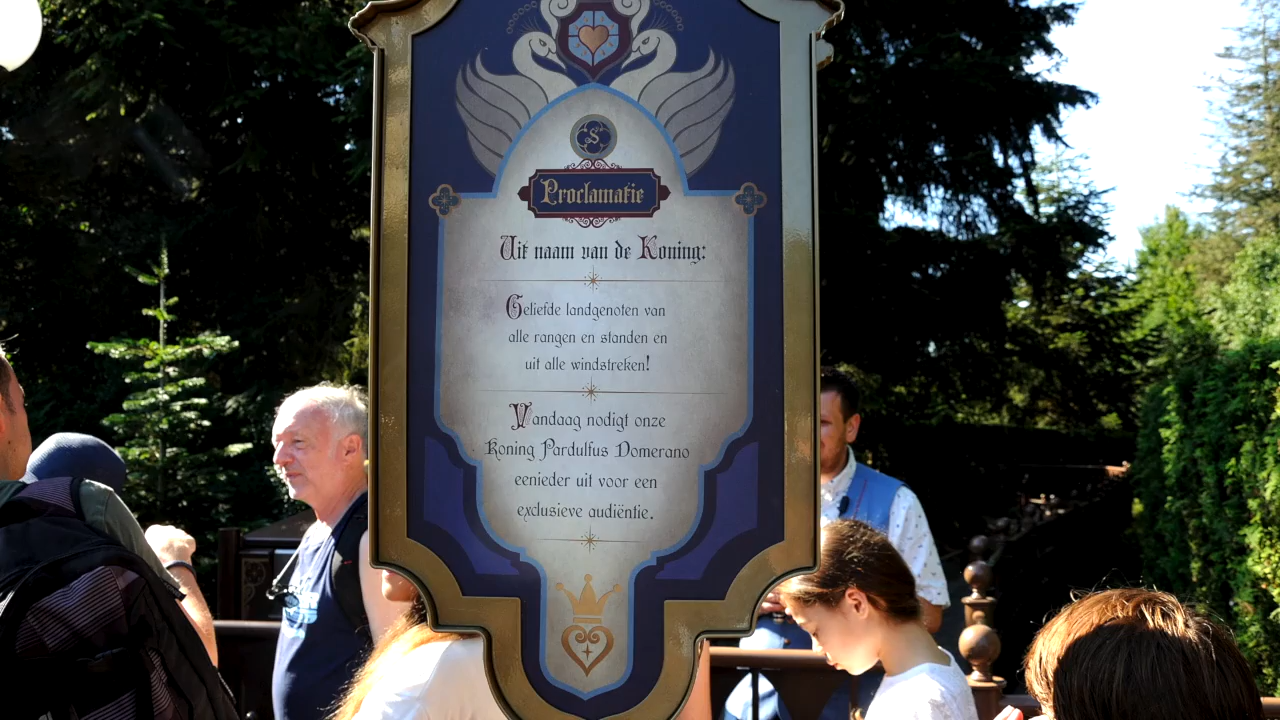 S
Proclamatie
Uit naam van de Koning:
Geliefde landgenoten van
alle rangen en standen en
uit alle windstreken!
Vandaag nodigt onze
Koning Pardulfus Domerano
eenieder uit voor een
exclusieve audiëntie.